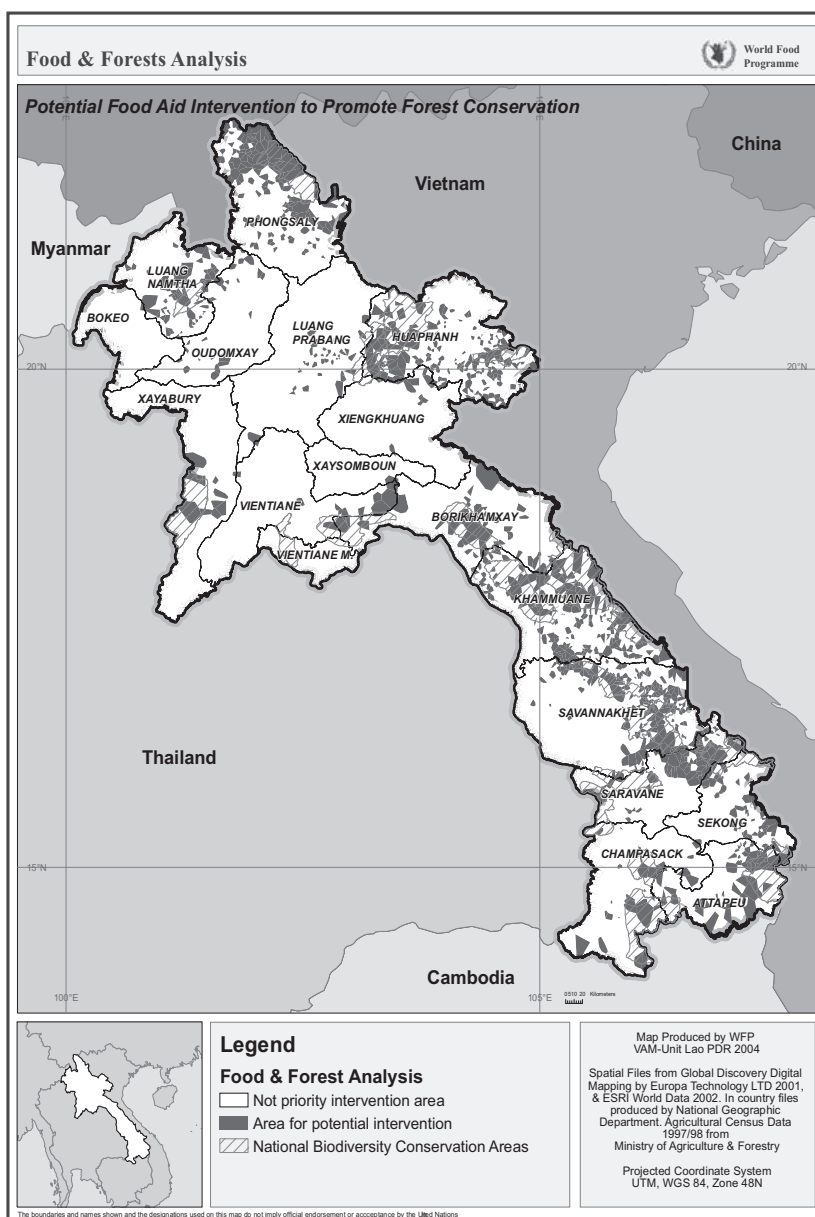 Food & Forests Analysis
World Food
Programme
Potential Food Aid Intervention to Promote Forest Conservation
China
Vietnam
Myanmar
PHONGSALY
LUANG
NAMTHA
BOKEO
LUANG
PRABANG
HUAPHANH
OUDOMXAY
20°N
20°N
XAYABURY
XIENGKHUANG
XAYSOMBOUN
VIENTIANE
BORIKHAMXAY
VIENTIANE M.
KHAMMUANE
SAVANNAKHET
Thailand
SARAVANE
SEKONG
CHAMPASACK
15°N
15°N
ATTAPEU
Cambodia
0 5 10 20 Kilometers
100°E
105°E
Legend
Food & Forest Analysis
Not priority intervention area
Area for potential intervention
National Biodiversity Conservation Areas
Map Produced by WFP
VAM-Unit Lao PDR 2004
Spatial Files from Global Discovery Digital
Mapping by Europa Technology LTD 2001,
& ESRI World Data 2002. In country files
produced by National Geographic
Department. Agricultural Census Data
1997/98 from
Ministry of Agriculture & Forestry
Projected Coordinate System
UTM, WGS 84, Zone 48N
The boundaries and names shown and the designations used on this map do not imply official endorsement or accceptance by the Nations